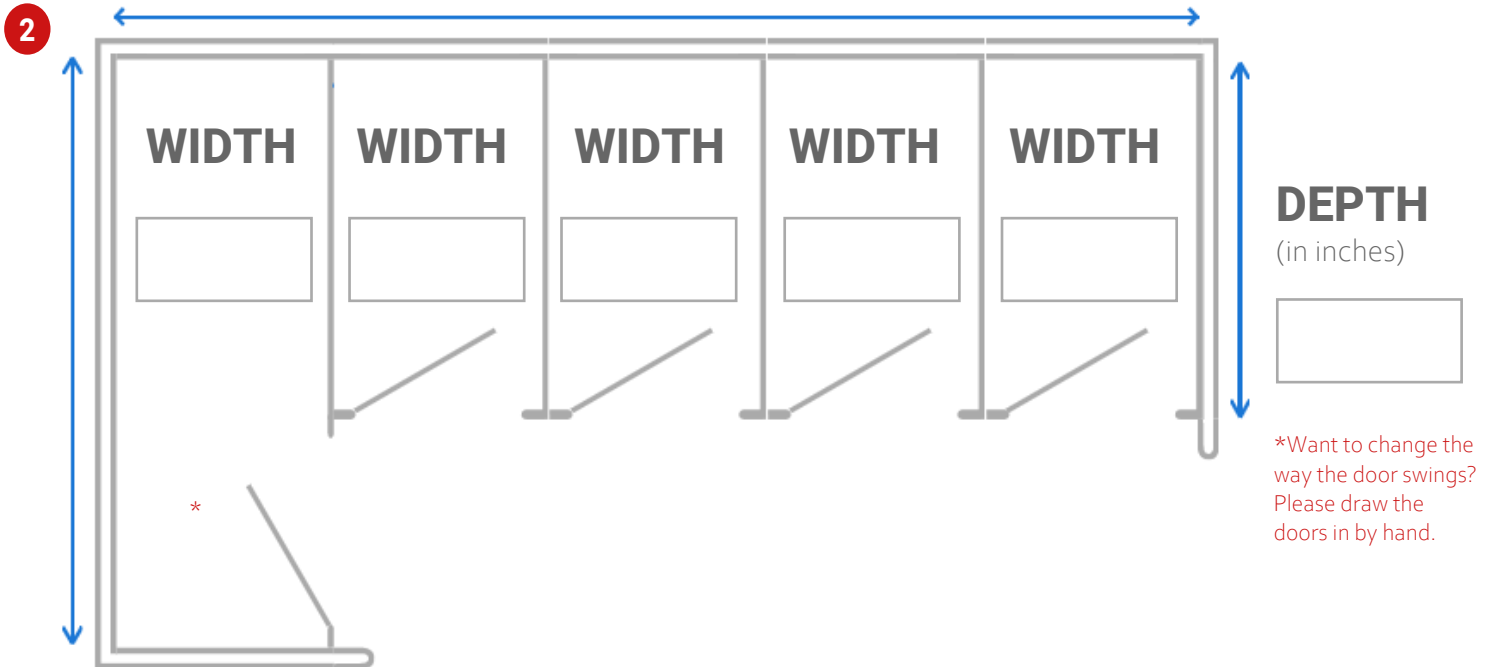 2
WIDTH WIDTH WIDTH WIDTH WIDTH
DEPTH
(in inches)
*Want to change the
way the door swings?
Please draw the
doors in by hand.
*